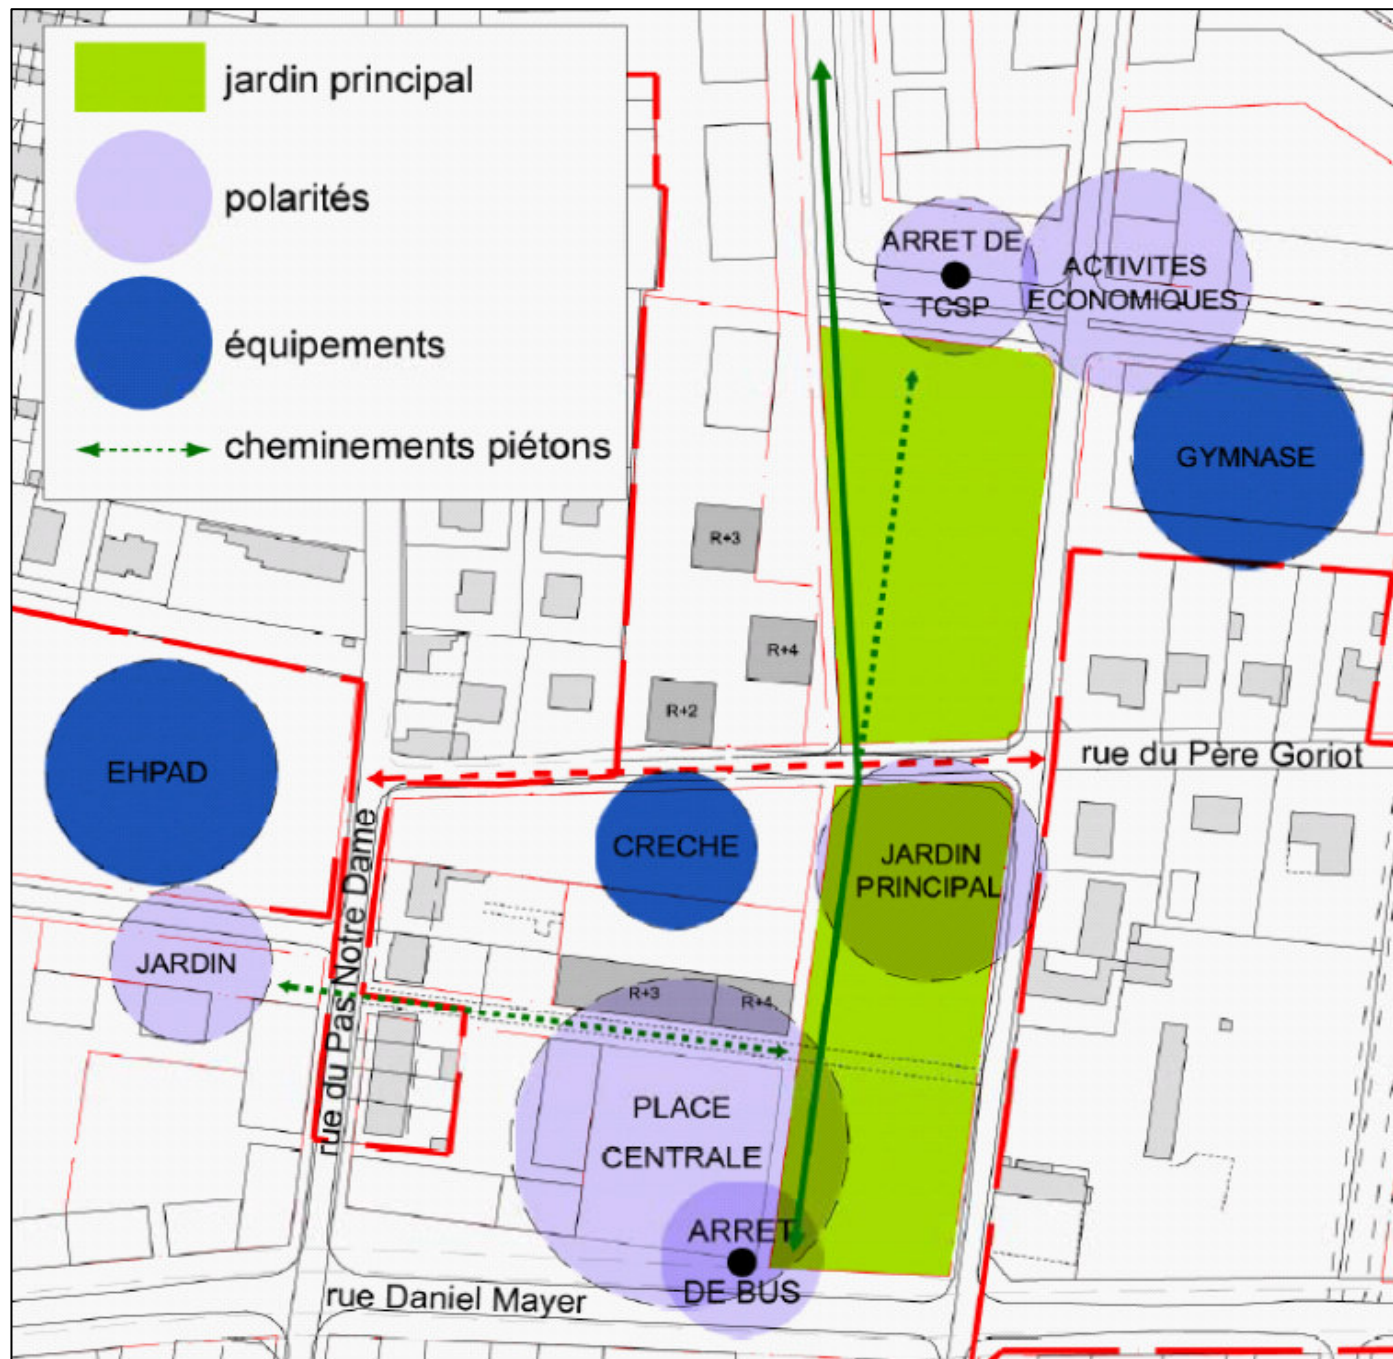 jardin principal
polarités
équipements
cheminements piétons
ARRET DE
TCSP
ACTIVITES
ECONOMIQUES
GYMNASE
R+3
R+4
R+2
rue du Père Goriot
EHPAD
CRECHE
JARDIN
PRINCIPAL
rue du Pas Notre Dame
JARDIN
R+3
R+4
PLACE
CENTRALE
ARRET
DE BUS
rue Daniel Mayer